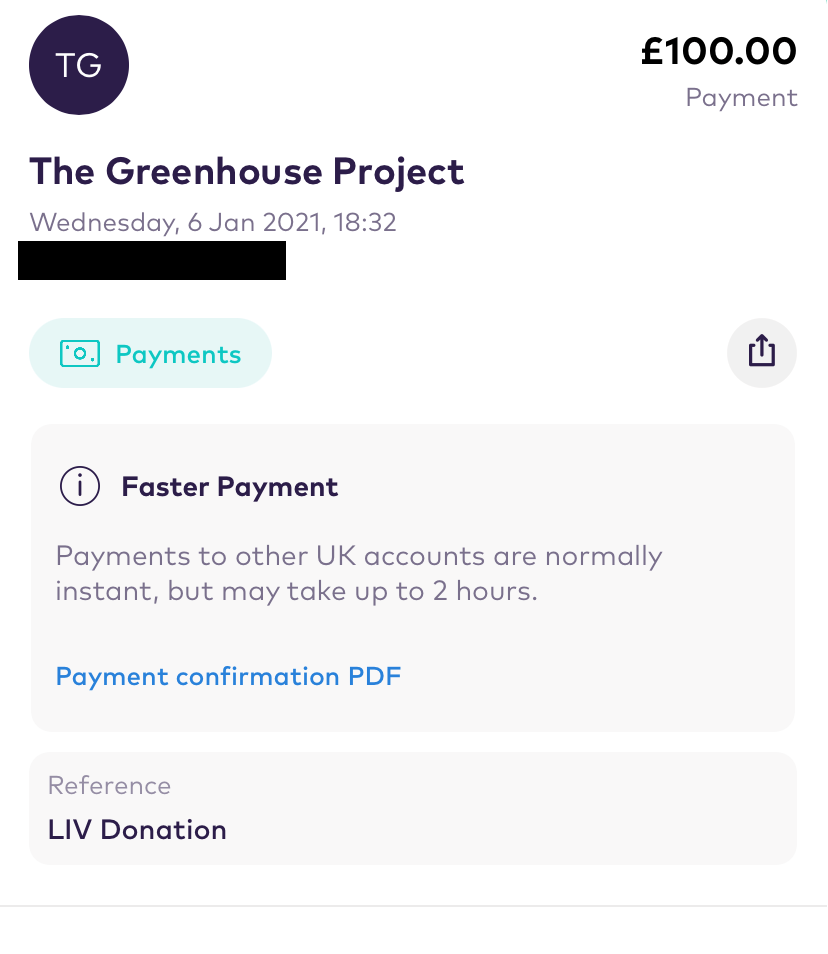 TG
£100.00
Payment
The Greenhouse Project
Wednesday, 6 Jan 2021, 18:32
Payments
Faster Payment
Payments to other UK accounts are normally
instant, but may take up to 2 hours.
Payment confirmation PDF
Reference
LIV Donation